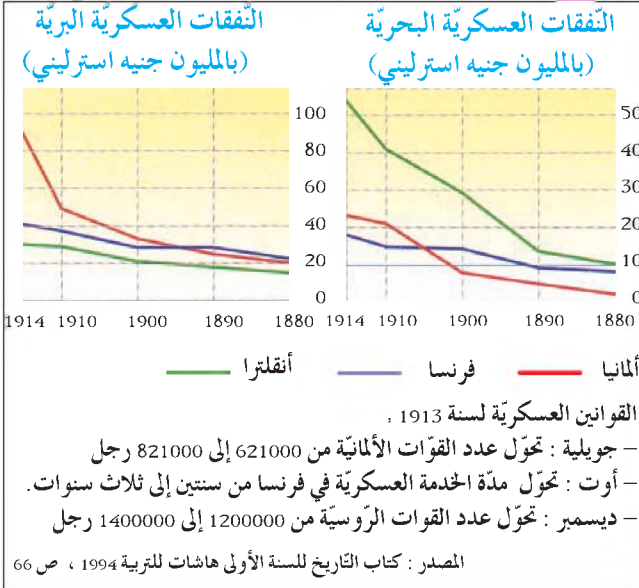 النّفقات العسكريّة البحريّة
(بالمليون جنيه استرليني)
50
40
30
20
10
0
1914 1910 1900 1890 1880
النّفقات العسكريّة البريّة
(بالمليون جنيه استرليني)
100
80
60
40
20
0
1914 1910 1900 1890 1880
ألمانيا فرنسا أنقلترا
القوانين العسكريّة لسنة 1913 :
– جويلية : تحوّل عدد القوّات الألمانيّة من 621000 إلى 821000 رجل
– أوت : تحوّل مدّة الخدمة العسكريّة في فرنسا من سنتين إلى ثلاث سنوات.
– ديسمبر : تحوّل عدد القوات الرّوسيّة من 1200000 إلى 1400000 رجل
المصدر : كتاب التّاريخ للسنة الأولى هاشات للتربية 1994 ، ص 66